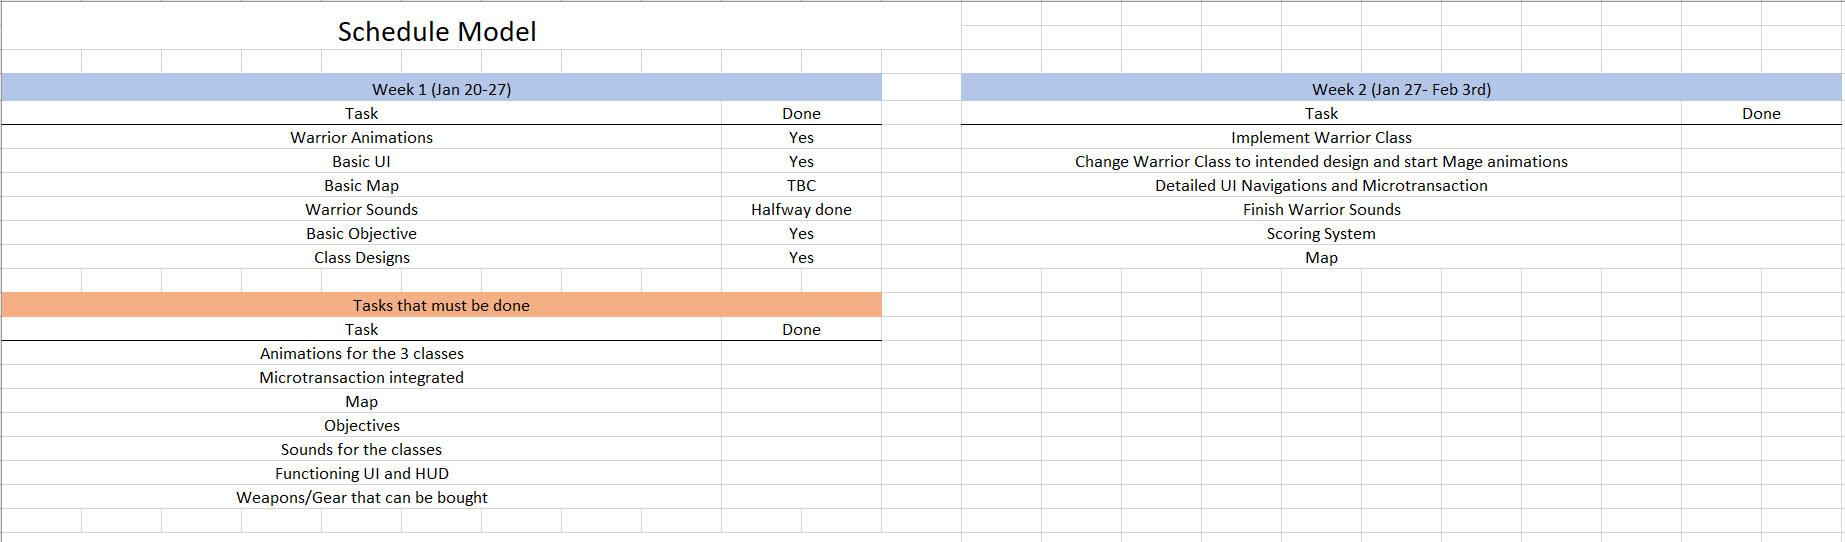 Schedule Model
Week 1 (Jan 20-27)
Task Done
Warrior Animations Yes
Basic UI Yes
Basic Map TBC
Warrior Sounds Halfway done
Basic Objective Yes
Class Designs Yes
Week 2 (Jan 27- Feb 3rd)
Task Done
Implement Warrior Class
Change Warrior Class to intended design and start Mage animations
Detailed UI Navigations and Microtransaction
Finish Warrior Sounds
Scoring System
Map
Tasks that must be done
Task Done
Animations for the 3 classes
Microtransaction integrated
Map
Objectives
Sounds for the classes
Functioning UI and HUD
Weapons/Gear that can be bought